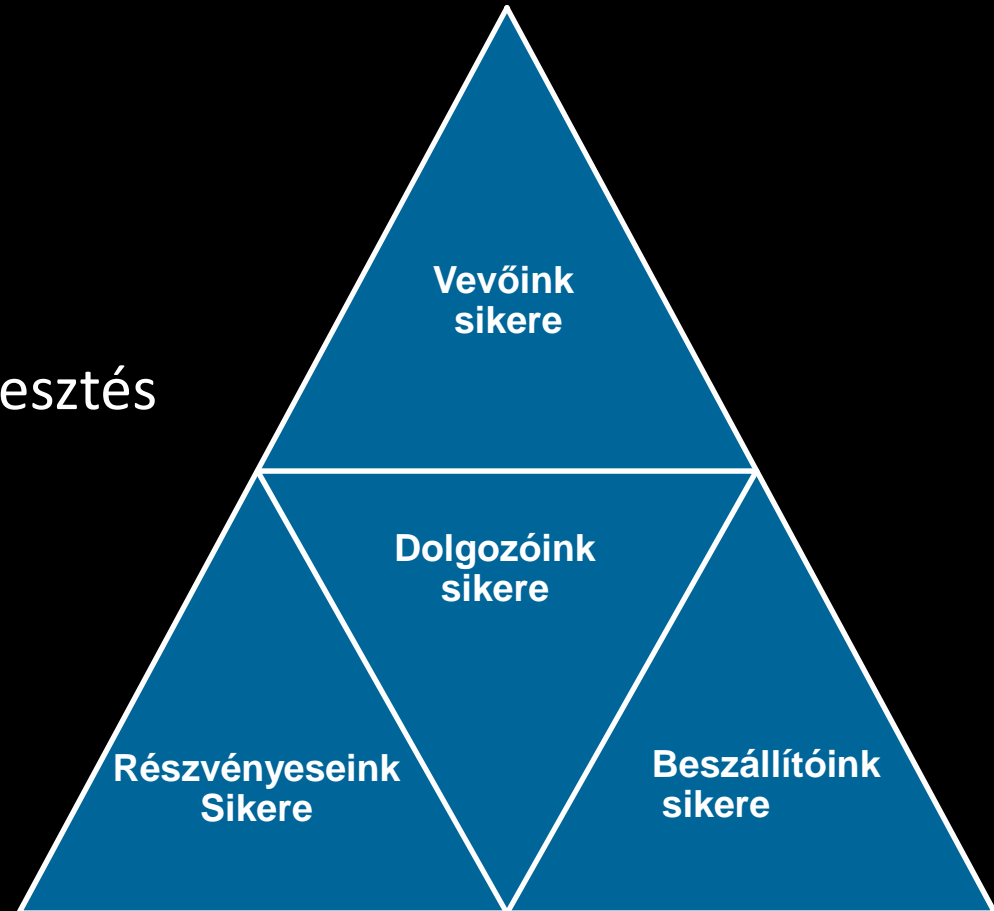 Vevőink
sikere
esztés
Dolgozóink
sikere
Részvényeseink
Sikere
Beszállítóink
sikere